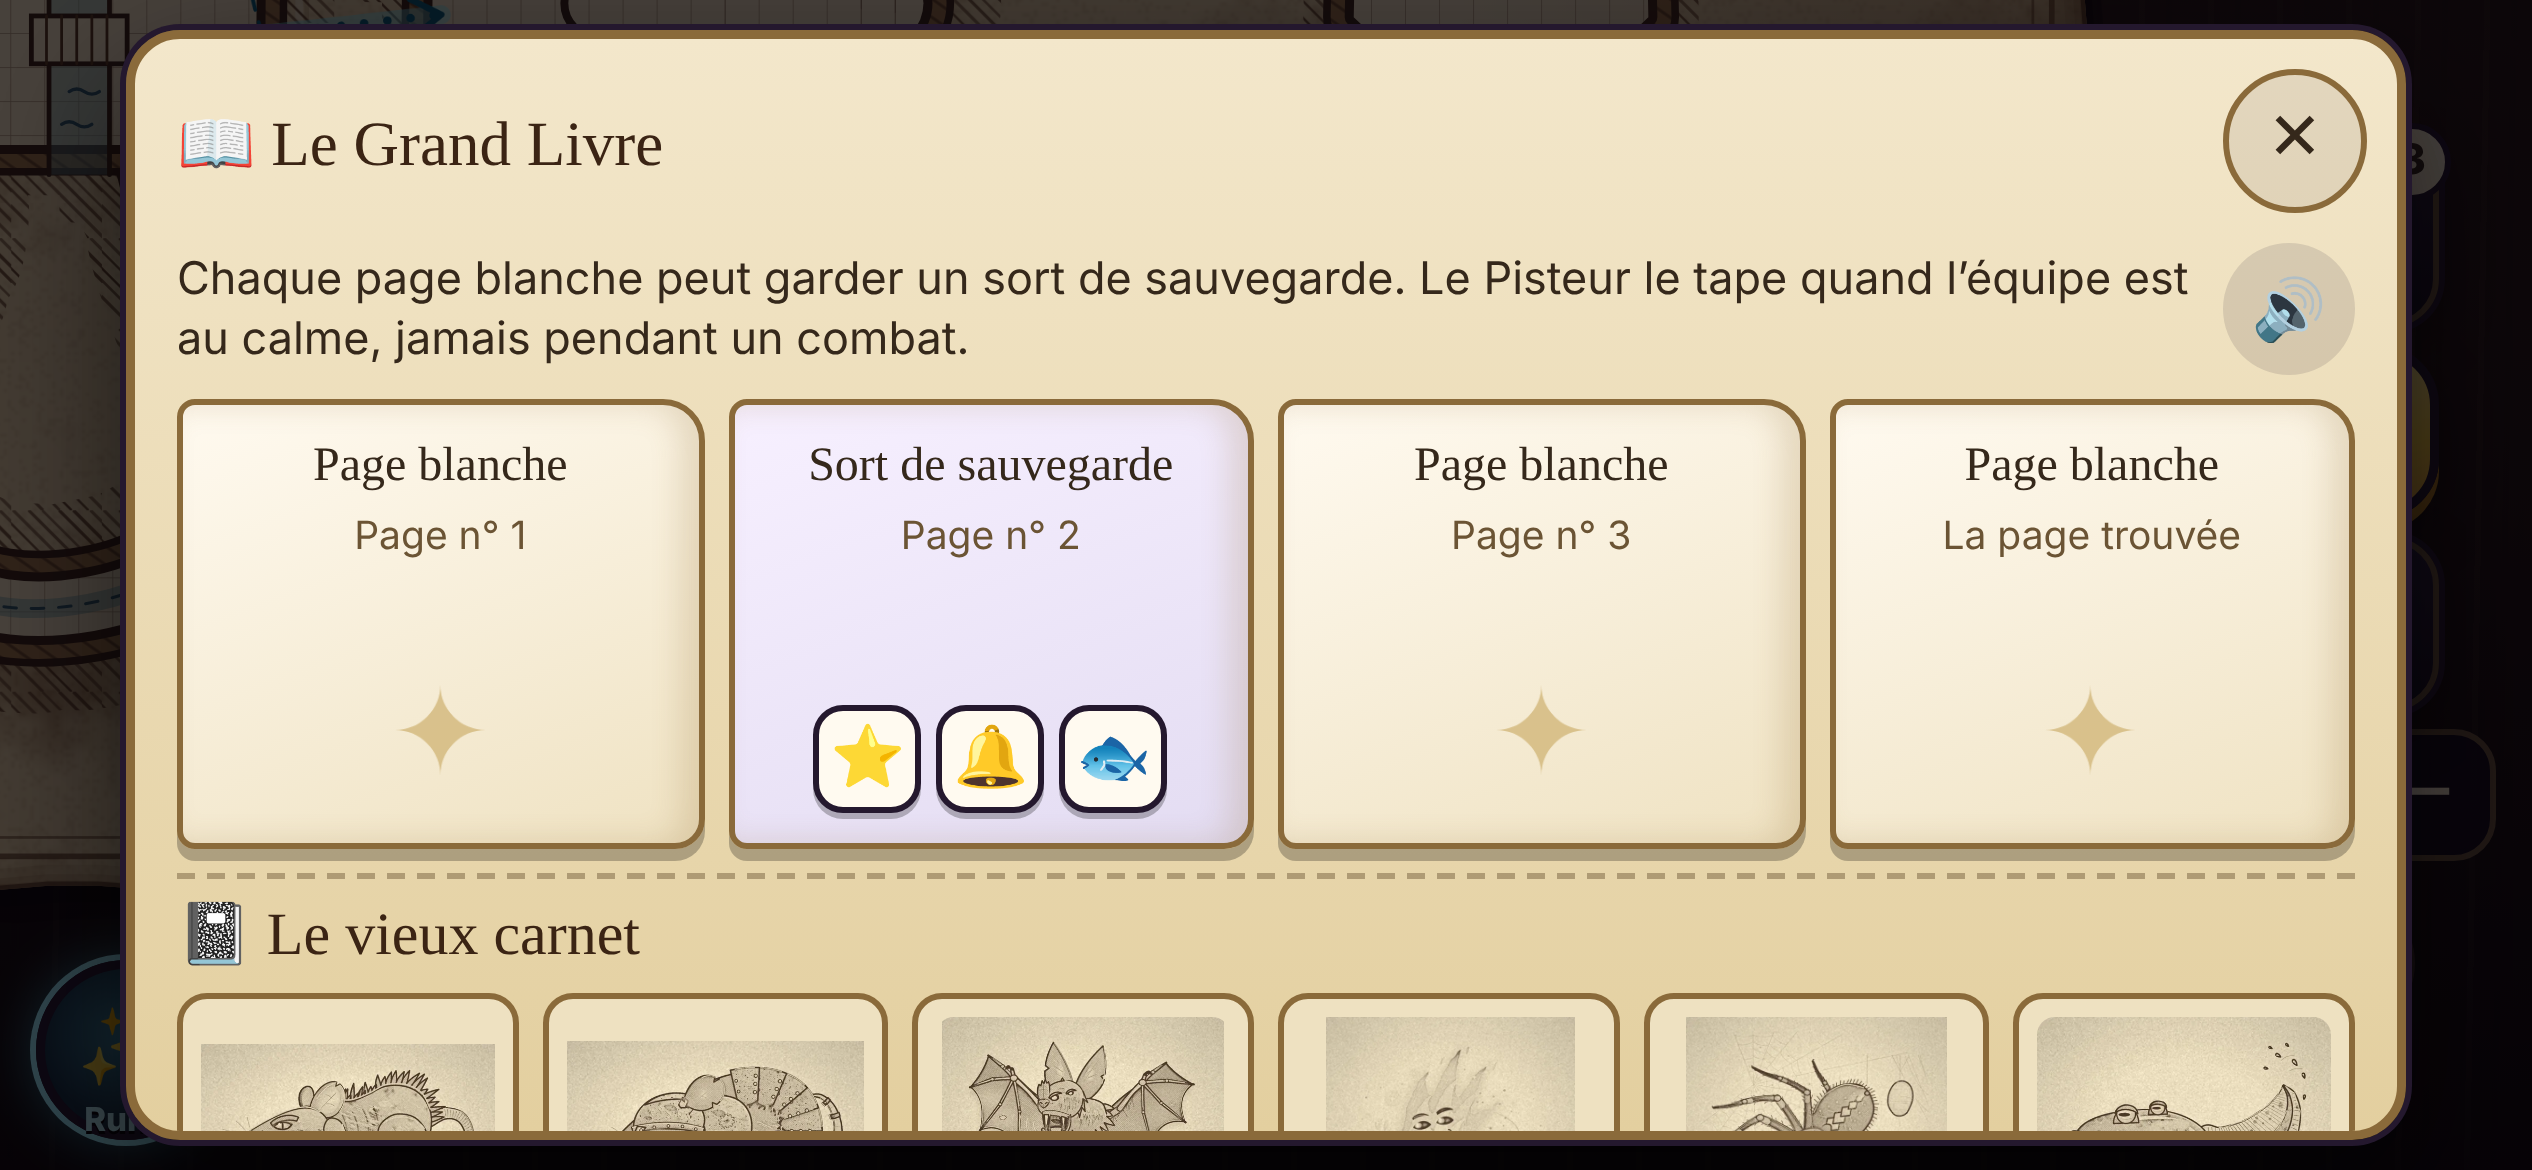 Le Grand Livre
Chaque page blanche peut garder un sort de sauvegarde. Le Pisteur le tape quand l’équipe est
au calme, jamais pendant un combat.
Page blanche
Page n° 1
Sort de sauvegarde
Page n° 2
Page blanche
Page n° 3
Page blanche
La page trouvée
Le vieux carnet